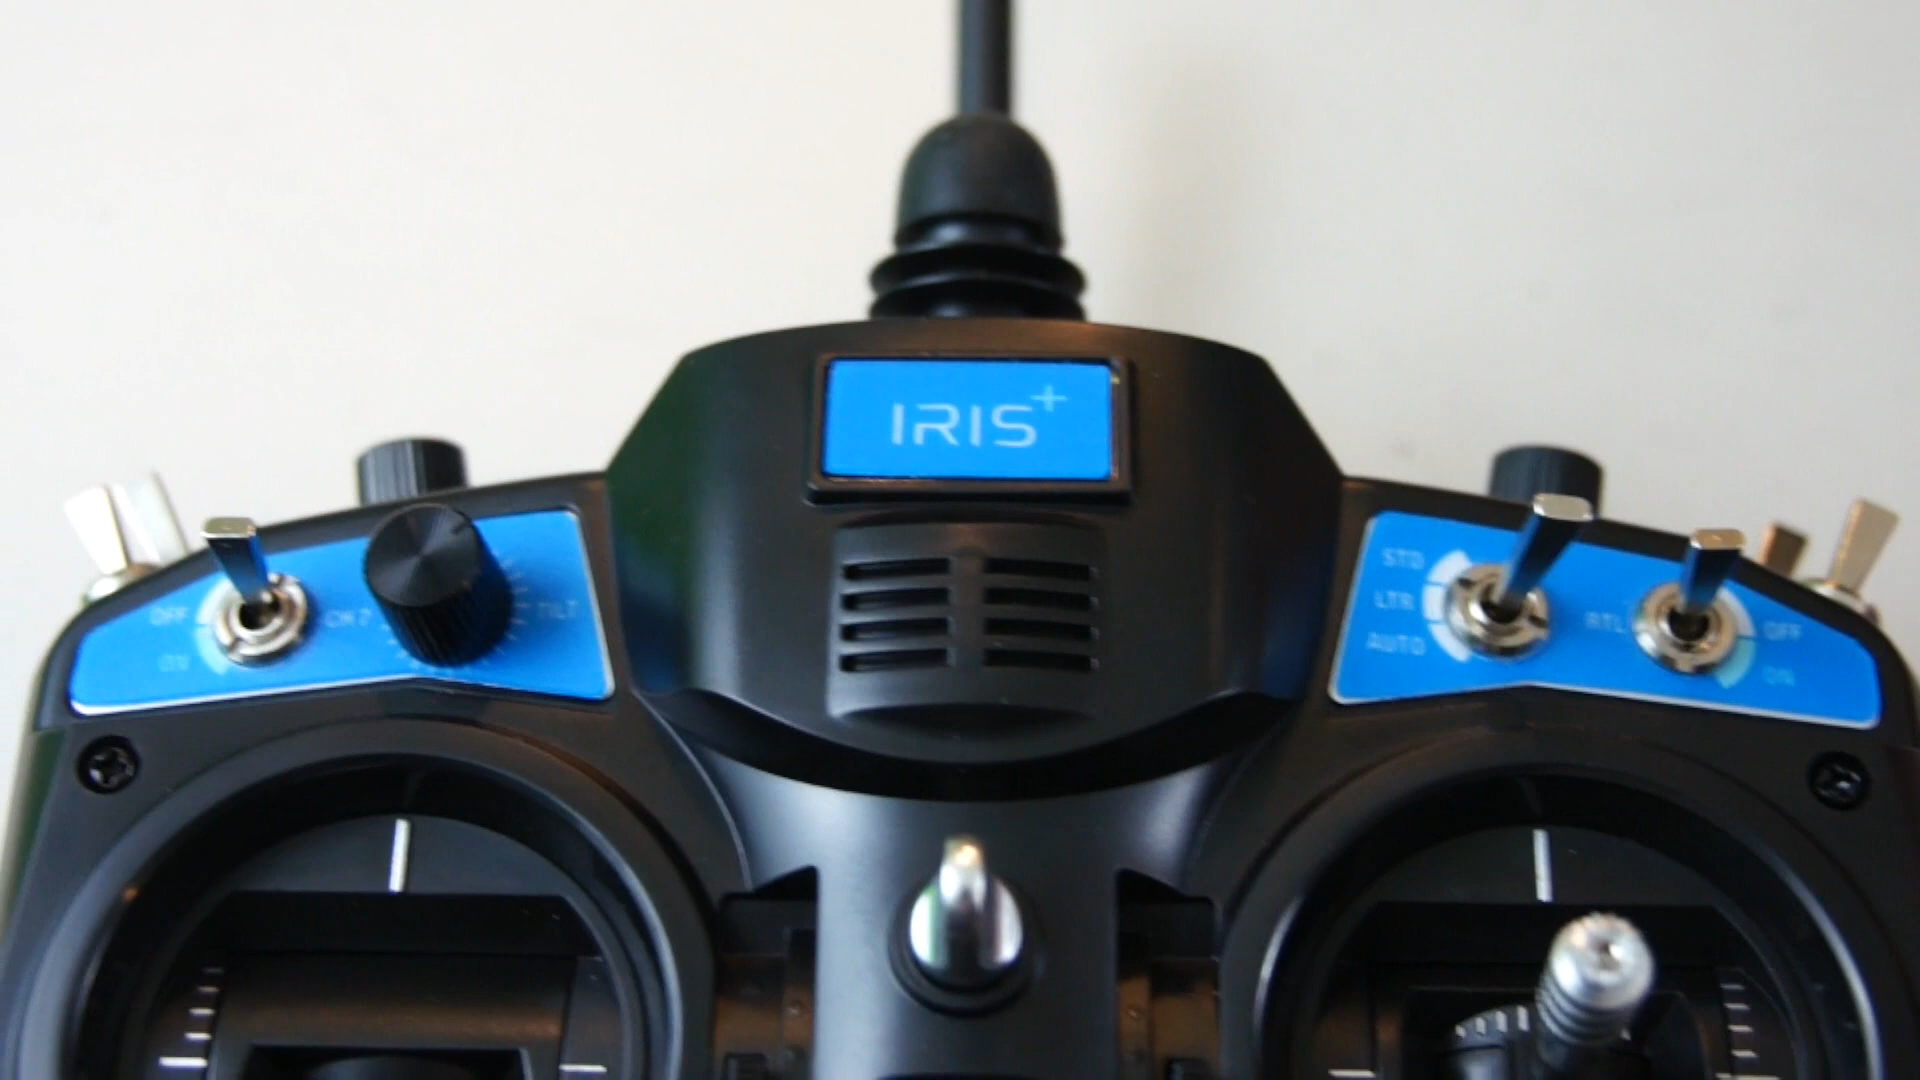 IRIS+
OFF
CH 7
ON
TILT
STD
LTR
AUTO
RTL
OFF
ON